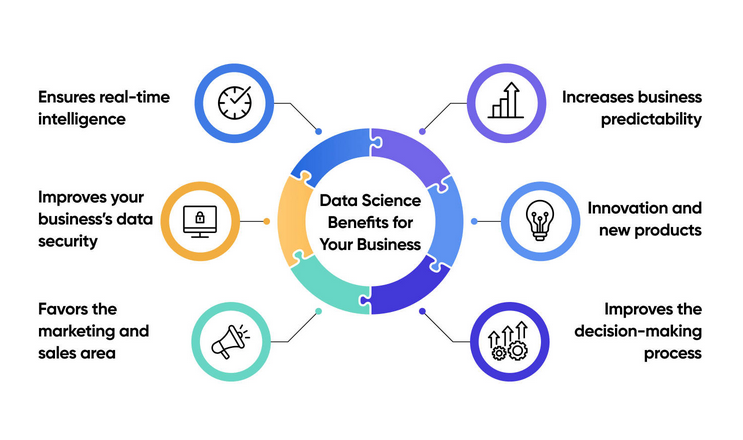 Ensures real-time
intelligence
Improves your
business's data
security
Favors the
marketing and
sales area
Data Science
Benefits for
Your Business
Increases business
predictability
Innovation and
new products
Improves the
decision-making
process